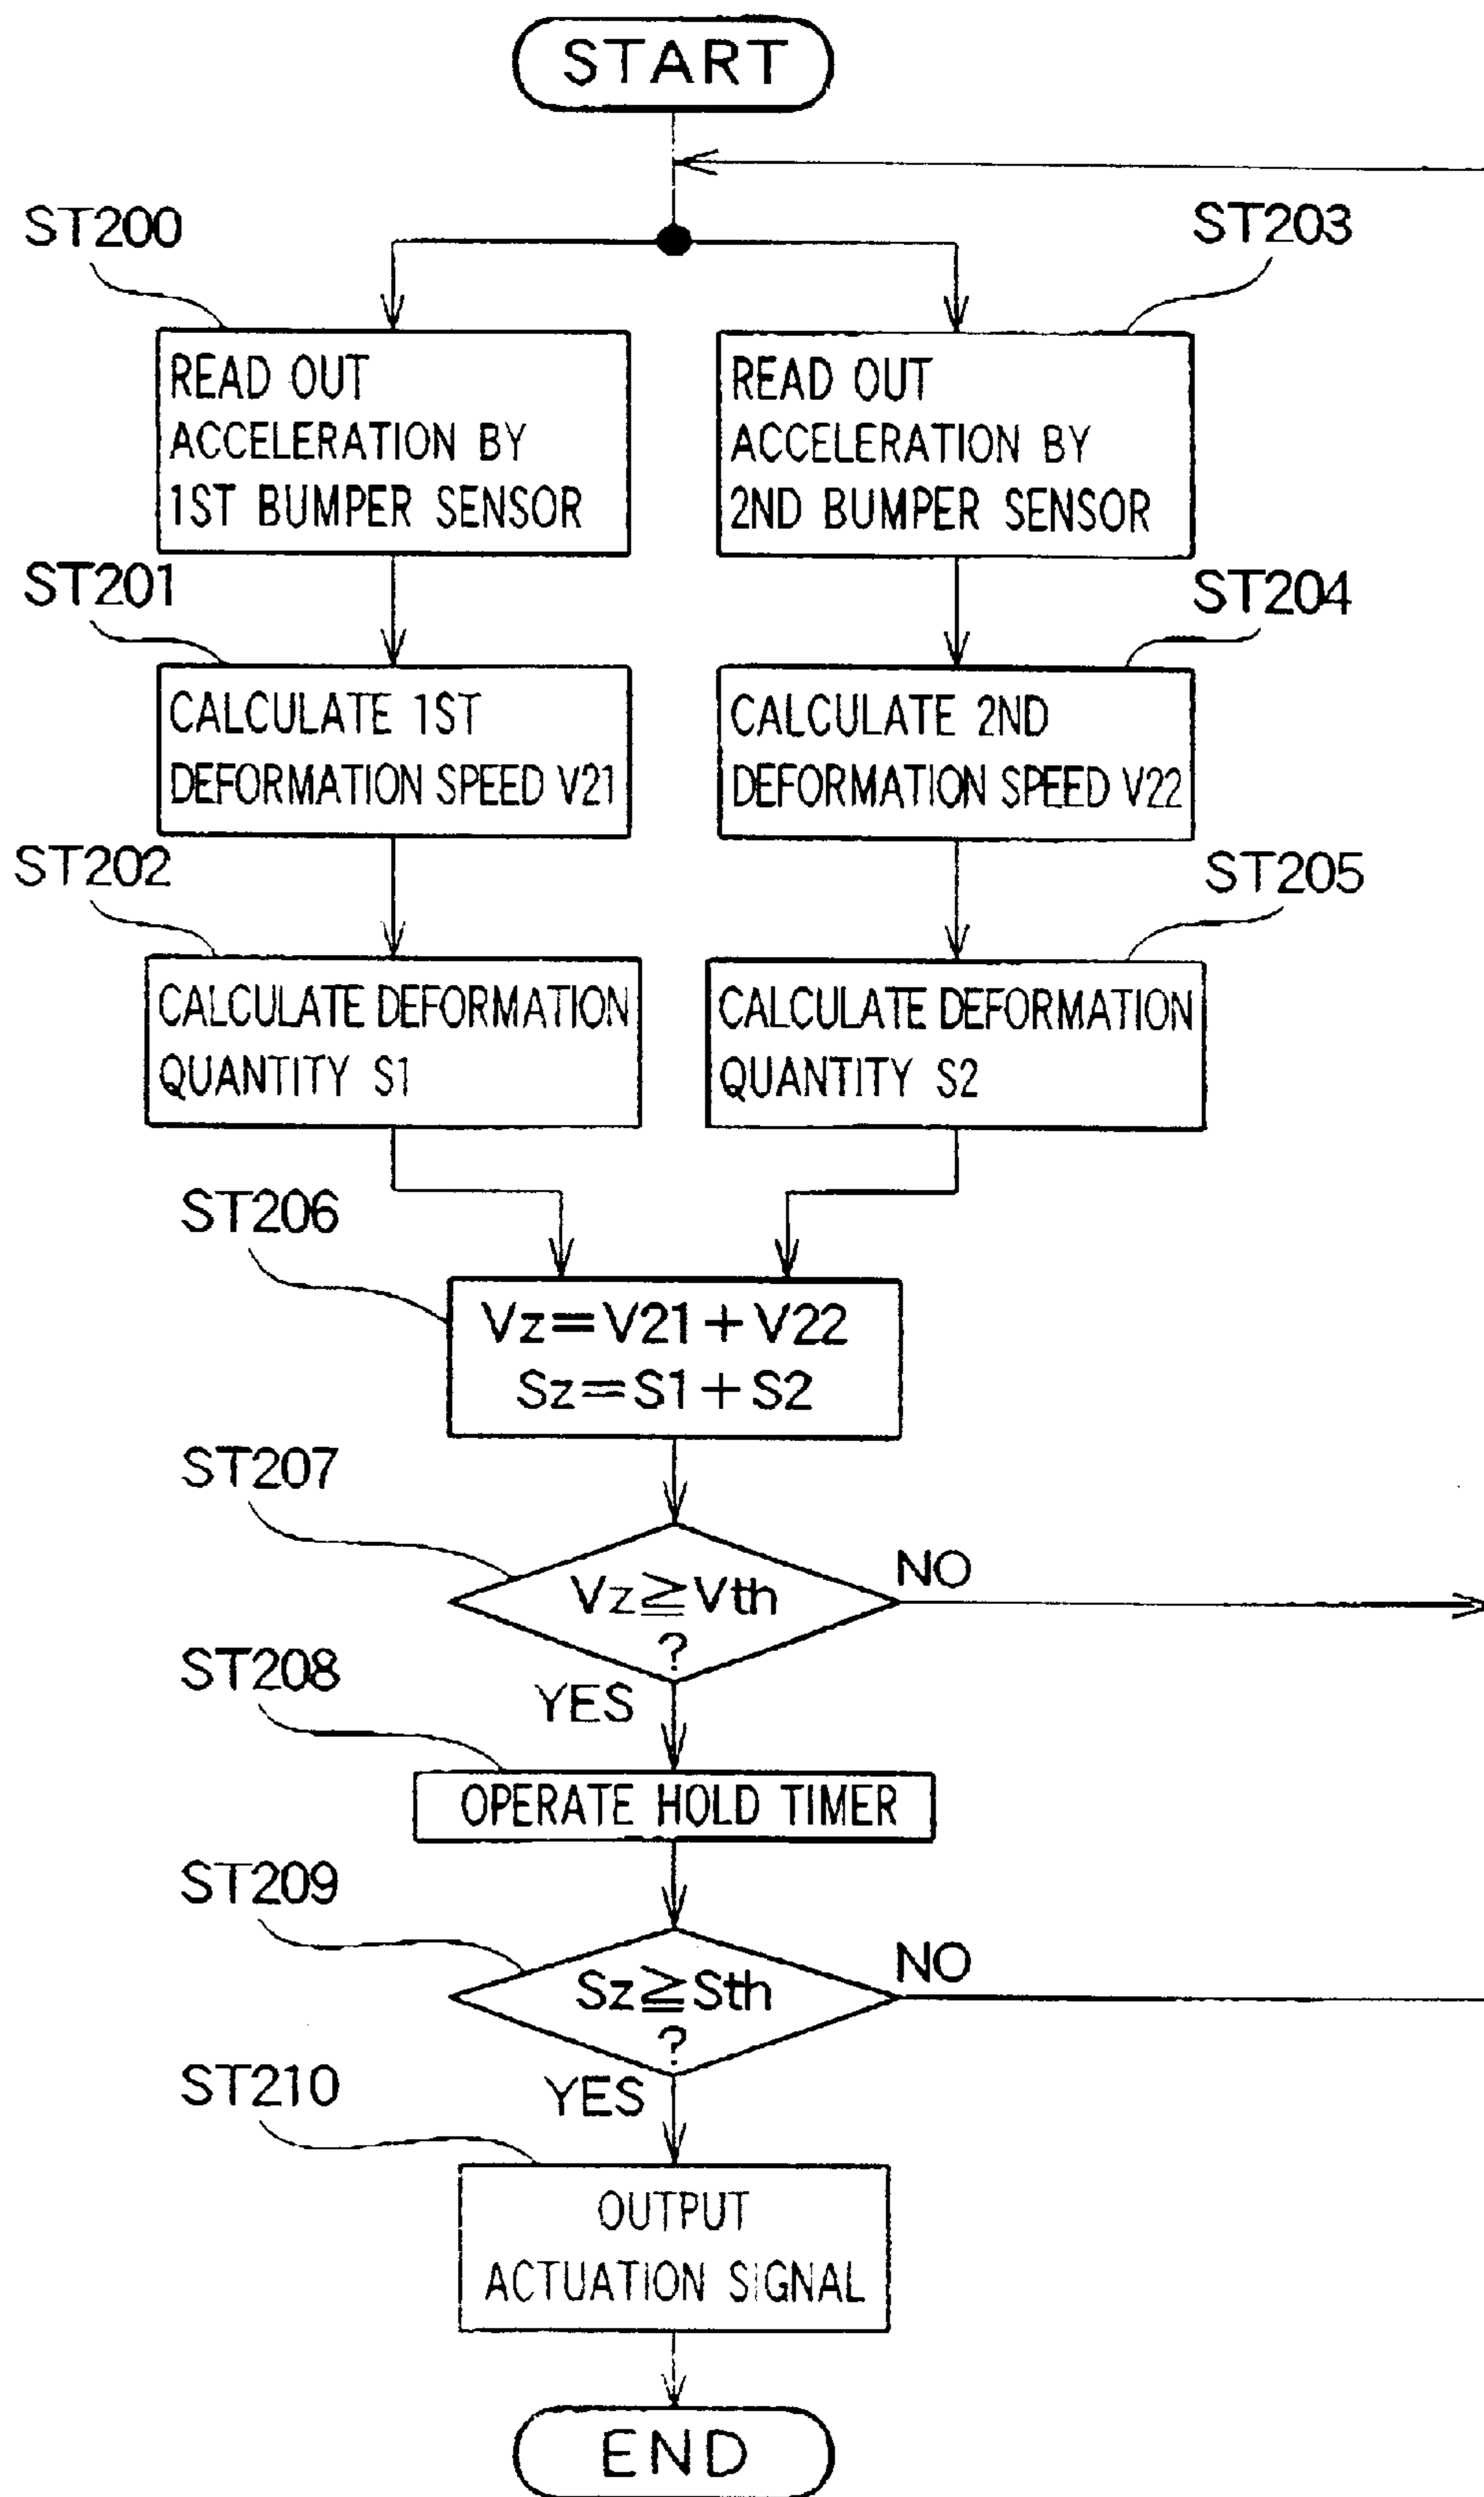 START
ST200
ST203
READ OUT
ACCELERATION BY
1ST BUMPER SENSOR
READ OUT
ACCELERATION BY
2ND BUMPER SENSOR
ST201
ST204
CALCULATE 1ST
DEFORMATION SPEED V21
CALCULATE 2ND
DEFORMATION SPEED V22
ST202
ST205
CALCULATE DEFORMATION
QUANTITY S1
CALCULATE DEFORMATION
QUANTITY S2
ST206
Vz=V21+V22
Sz=S1+S2
ST207
Vz≧Vth
?
NO
YES
ST208
OPERATE HOLD TIMER
ST209
Sz≧Sth
?
NO
YES
ST210
OUTPUT
ACTUATION SIGNAL
END